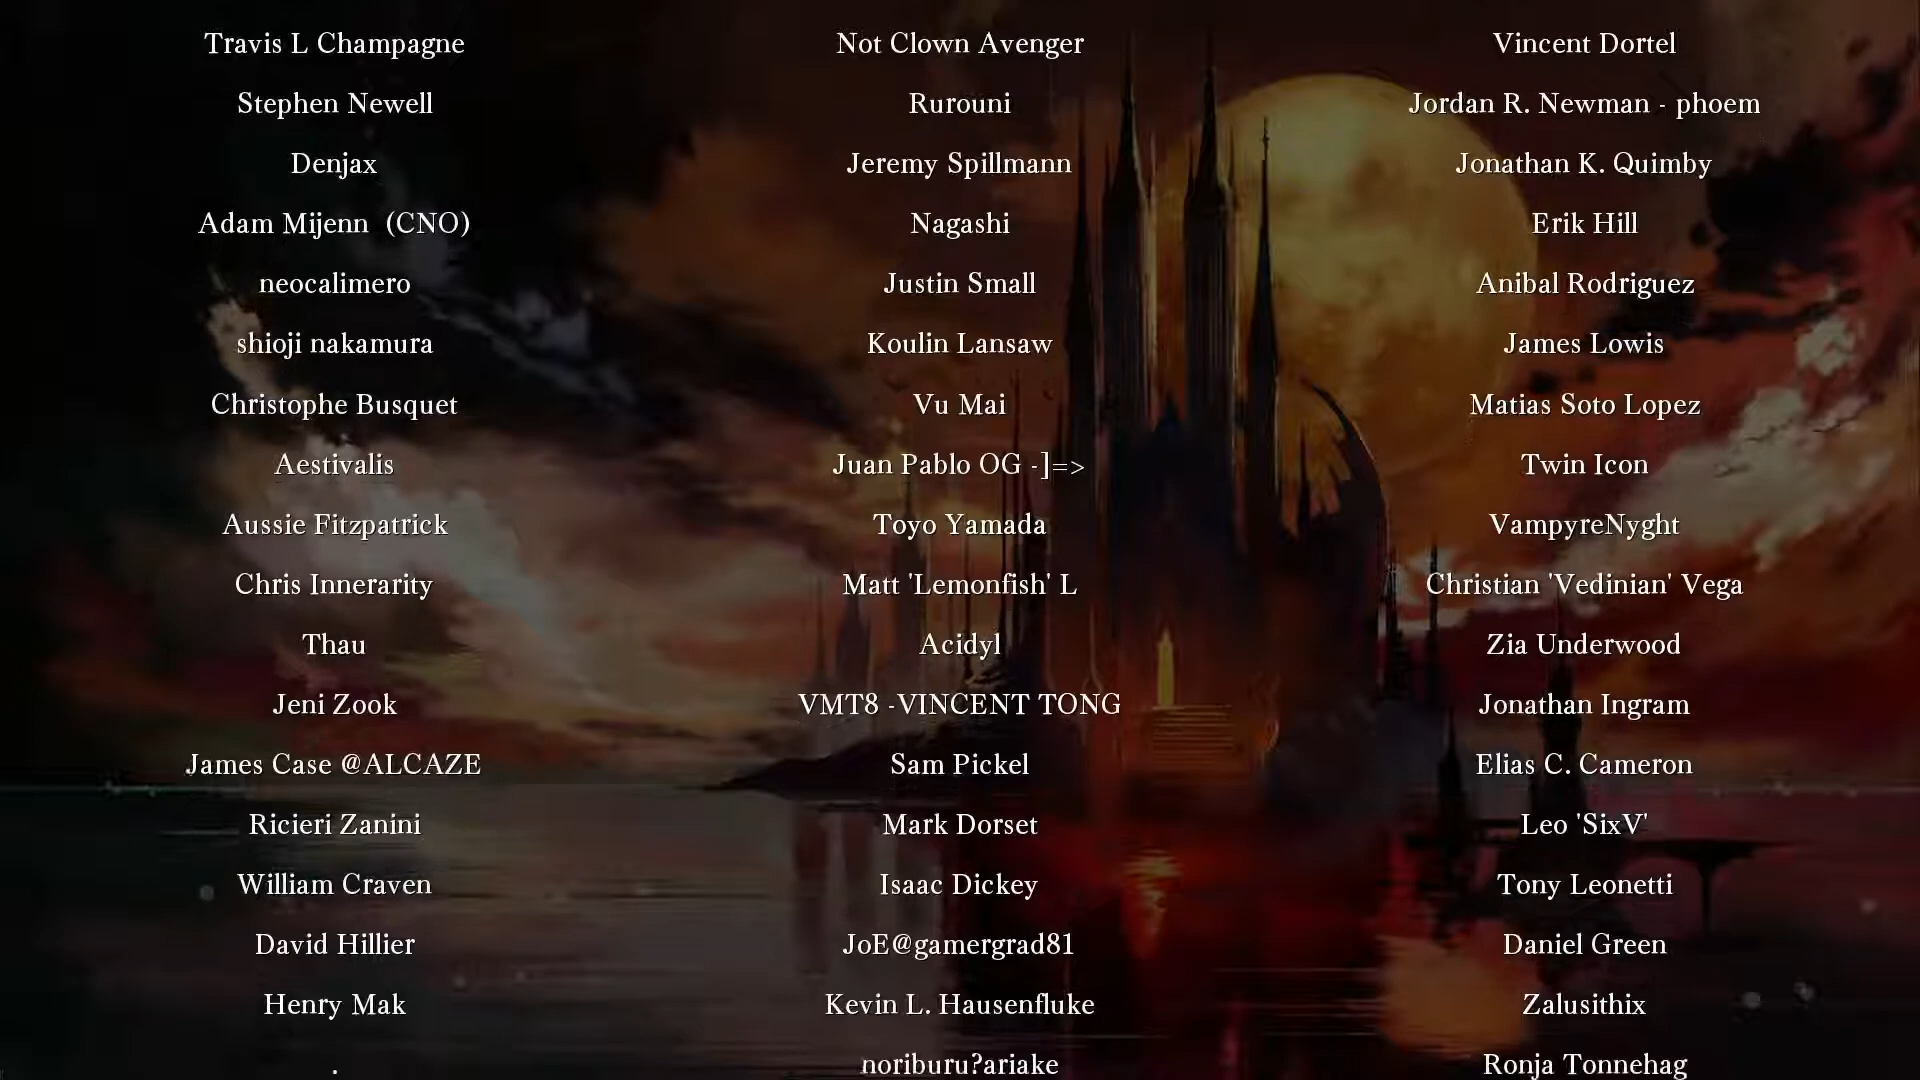 Travis L Champagne
Not Clown Avenger
Vincent Dortel
Stephen Newell
Rurouni
Jordan R. Newman - phoem
Denjax
Jeremy Spillmann
Jonathan K. Quimby
Adam Mijenn  (CNO)
Nagashi
Erik Hill
neocalimero
Justin Small
Anibal Rodriguez
shioji nakamura
Koulin Lansaw
James Lowis
Christophe Busquet
Vu Mai
Matias Soto Lopez
Aestivalis
Juan Pablo OG -]=>
Twin Icon
Aussie Fitzpatrick
Toyo Yamada
VampyreNyght
Chris Innerarity
Matt 'Lemonfish' L
Christian 'Vedinian' Vega
Thau
Acidyl
Zia Underwood
Jeni Zook
VMT8 -VINCENT TONG
Jonathan Ingram
James Case @ALCAZE
Sam Pickel
Elias C. Cameron
Ricieri Zanini
Mark Dorset
Leo 'SixV'
William Craven
Isaac Dickey
Tony Leonetti
David Hillier
JoE@gamergrad81
Daniel Green
Henry Mak
Kevin L. Hausenfluke
Zalusithix
.
noriburu?ariake
Ronja Tonnehag